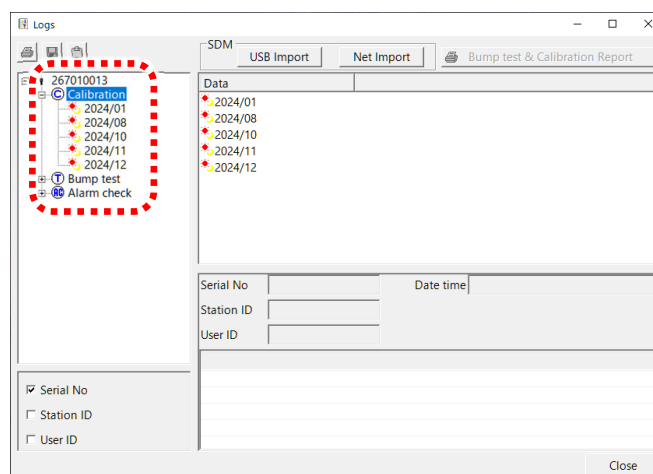 Logs
SDM
USB Import
Net Import
Bump test & Calibration Report
267010013
C Calibration
2024/01
2024/08
2024/10
2024/11
2024/12
T Bump test
AC Alarm check
Data
2024/01
2024/08
2024/10
2024/11
2024/12
Serial No
Date time
Station ID
User ID
Serial No
Station ID
User ID
Close